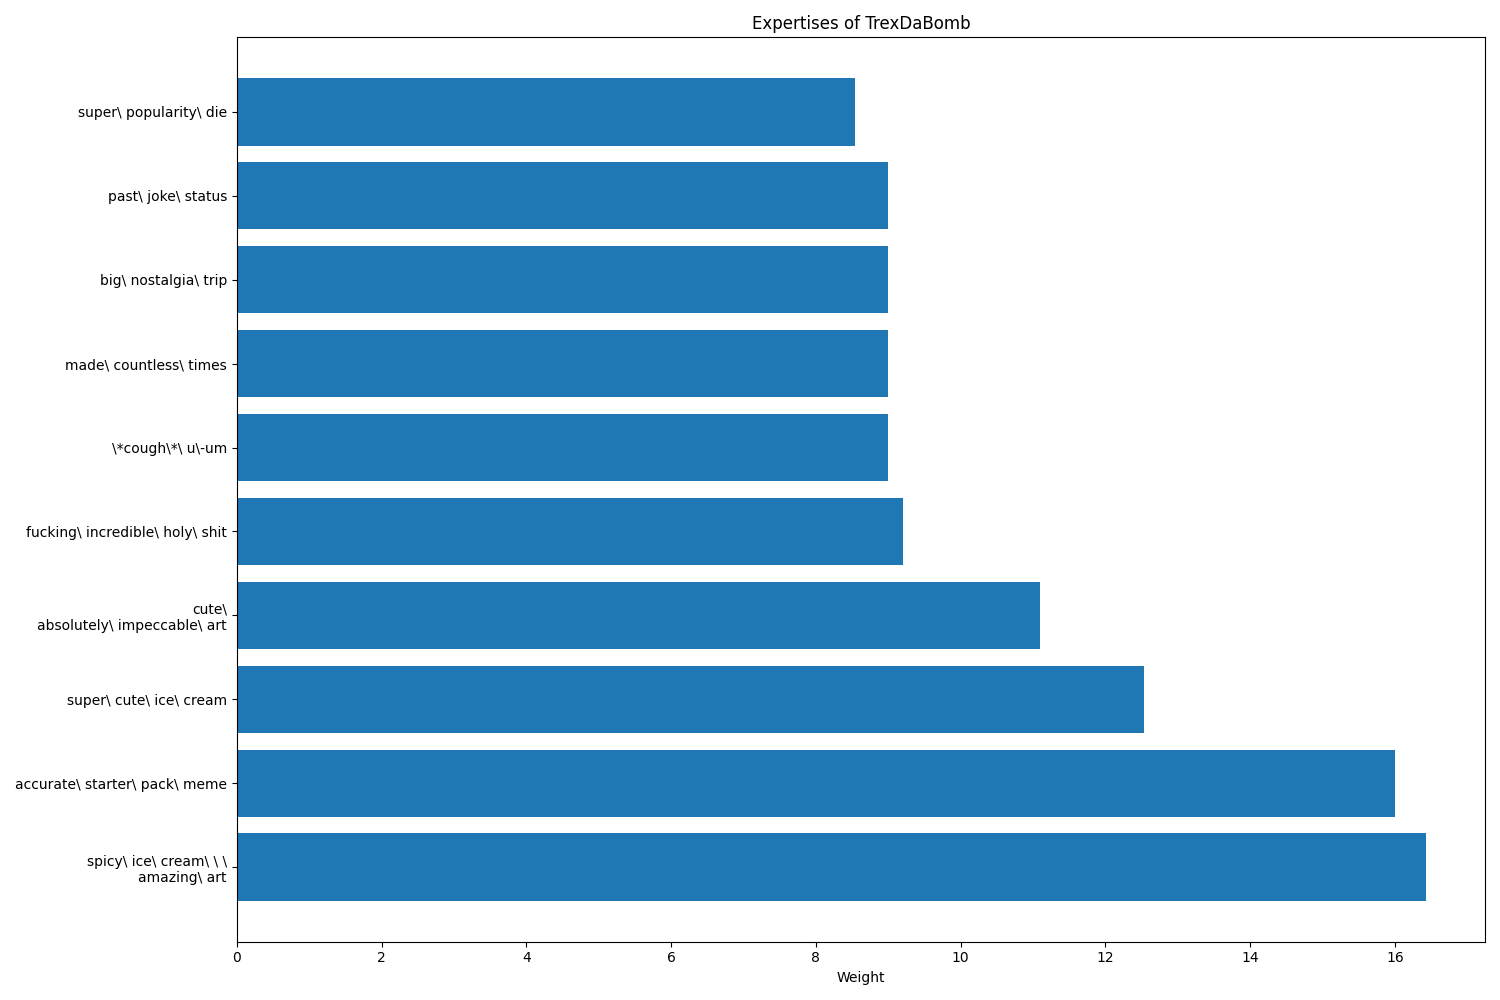 Expertises of TrexDaBomb
super\ popularity\ die
past\ joke\ status
big\ nostalgia\ trip
made\ countless\ times
\*cough\*\ u\-um
fucking\ incredible\ holy\ shit
cute\
absolutely\ impeccable\ art
super\ cute\ ice\ cream
accurate\ starter\ pack\ meme
spicy\ ice\ cream\ \ \
amazing\ art
0 2 4 6 8 10 12 14 16
Weight